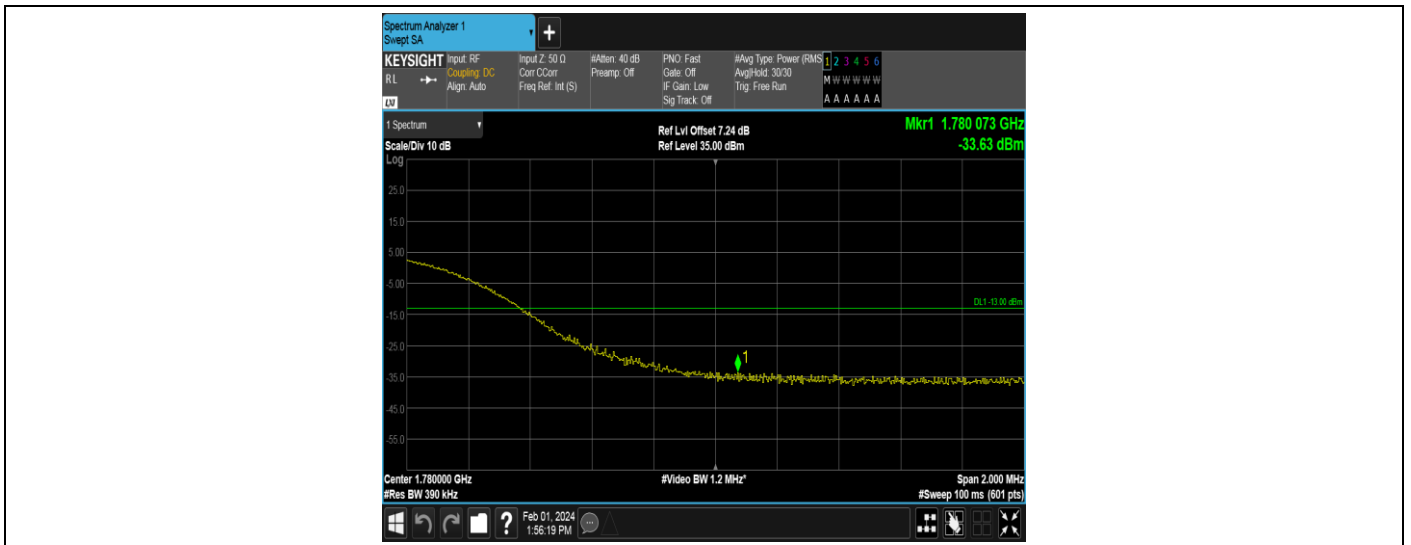 Spectrum Analyzer 1
Swept SA
+
KEYSIGHT
RL
LXI
Input: RF
Coupling: DC
Align: Auto
Input Z: 50 Ω
Corr CCorr
Freq Ref: Int (S)
#Atten: 40 dB
Preamp: Off
PNO: Fast
Gate: Off
IF Gain: Low
Sig Track: Off
#Avg Type: Power (RMS
Avg|Hold: 30/30
Trig: Free Run
1 2 3 4 5 6
M W W W W W
A A A A A A
1 Spectrum
Scale/Div 10 dB
Ref Lvl Offset 7.24 dB
Ref Level 35.00 dBm
Mkr1 1.780 073 GHz
-33.63 dBm
Log
25.0
15.0
5.00
-5.00
DL1 -13.00 dBm
-15.0
-25.0
1
-35.0
-45.0
-55.0
Center 1.780000 GHz
#Video BW 1.2 MHz*
Span 2.000 MHz
#Res BW 390 kHz
#Sweep 100 ms (601 pts)
?
Feb 01, 2024
1:56:19 PM